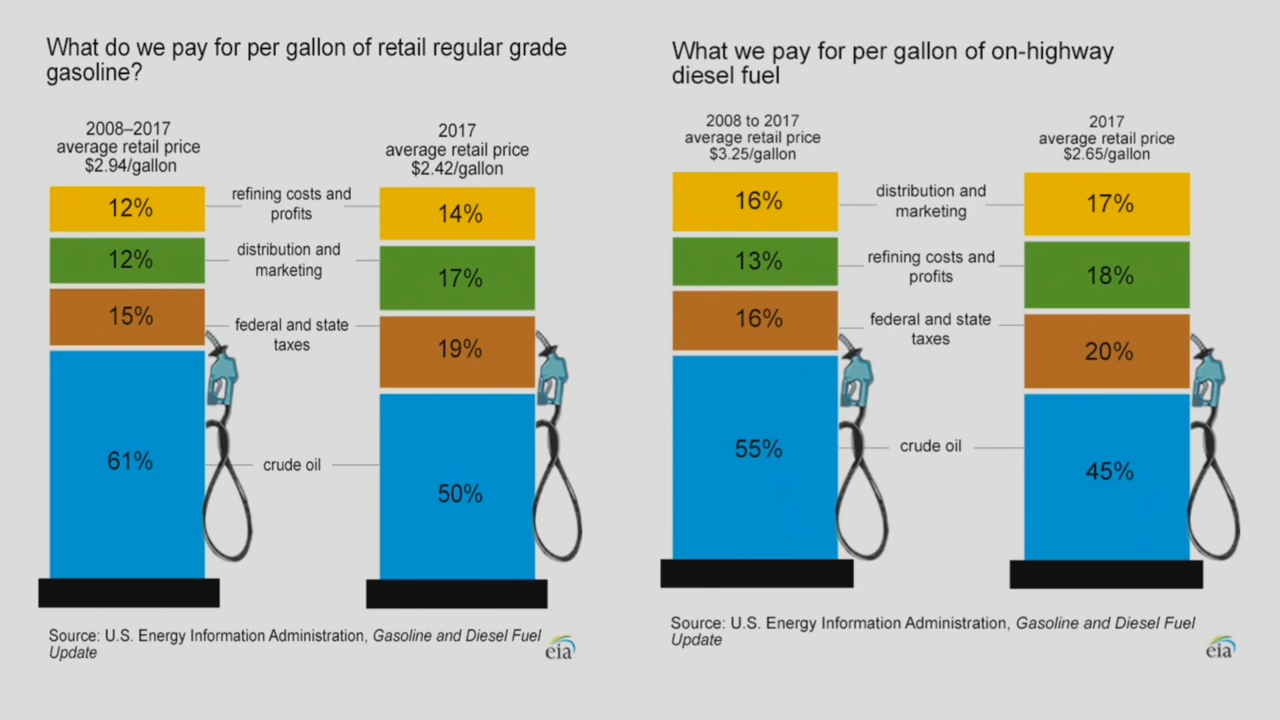 What do we pay for per gallon of retail regular grade
gasoline?
2008–2017
average retail price
$2.94/gallon
2017
average retail price
$2.42/gallon
12%
refining costs and
profits
14%
12%
distribution and
marketing
17%
15%
federal and state
taxes
19%
61%
crude oil
50%
Source: U.S. Energy Information Administration, Gasoline and Diesel Fuel
Update
eia
What we pay for per gallon of on-highway
diesel fuel
2008 to 2017
average retail price
$3.25/gallon
2017
average retail price
$2.65/gallon
16%
distribution and
marketing
17%
13%
refining costs and
profits
18%
16%
federal and state
taxes
20%
55%
crude oil
45%
Source: U.S. Energy Information Administration, Gasoline and Diesel Fuel
Update
eia